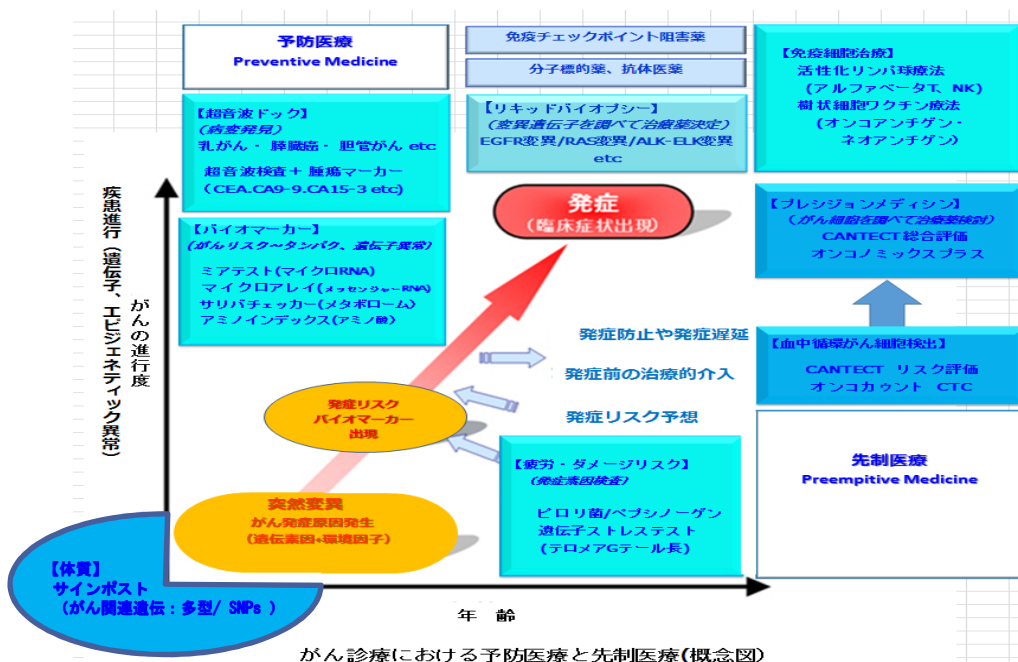 予防医療
Preventive Medicine
免疫チェックポイント阻害薬
分子標的薬、抗体医薬
【免疫細胞治療】
活性化リンパ球療法
(アルファベータT、NK)
樹状細胞ワクチン療法
(オンコアンチゲン・
ネオアンチゲン)
【超音波ドック】
(病変発見)
乳がん・ 膵臓癌・ 胆管がん etc
超音波検査+ 腫瘍マーカー
(CEA.CA9-9.CA15-3 etc)
【リキッドバイオプシー】
(変異遺伝子を調べて治療薬決定)
EGFR変異/RAS変異/ALK-ELK変異
etc
疾患進行(遺伝子、エピジェネティック異常)
がんの進行度
発症
(臨床症状出現)
【プレシジョンメディシン】
(がん細胞を調べて治療薬検討)
CANTECT 総合評価
オンコノミックスプラス
【バイオマーカー】
(がんリスク~タンパク、遺伝子異常)
ミアテスト(マイクロRNA)
マイクロアレイ(メッセンジャーRNA)
サリバチェッカー(メタボローム)
アミノインデックス(アミノ酸)
発症防止や発症遅延
発症前の治療的介入
発症リスク予想
【血中循環がん細胞検出】
CANTECT リスク評価
オンコカウント CTC
発症リスク
バイオマーカー
出現
【疲労・ダメージリスク】
(発症素因検査)
ピロリ菌/ペプシノーゲン
遺伝子ストレステスト
(テロメアGテール長)
先制医療
Preempitive Medicine
突然変異
がん発症原因発生
(遺伝素因+環境因子)
【体質】
サインポスト
(がん関連遺伝:多型/ SNPs )
年 齢
がん診療における予防医療と先制医療(概念図)